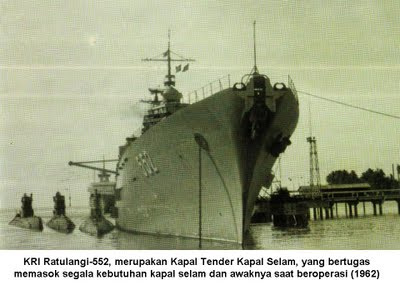 KRI Ratulangi-552, merupakan Kapal Tender Kapal Selam, yang bertugas
memasok segala kebutuhan kapal selam dan awaknya saat beroperasi (1962)